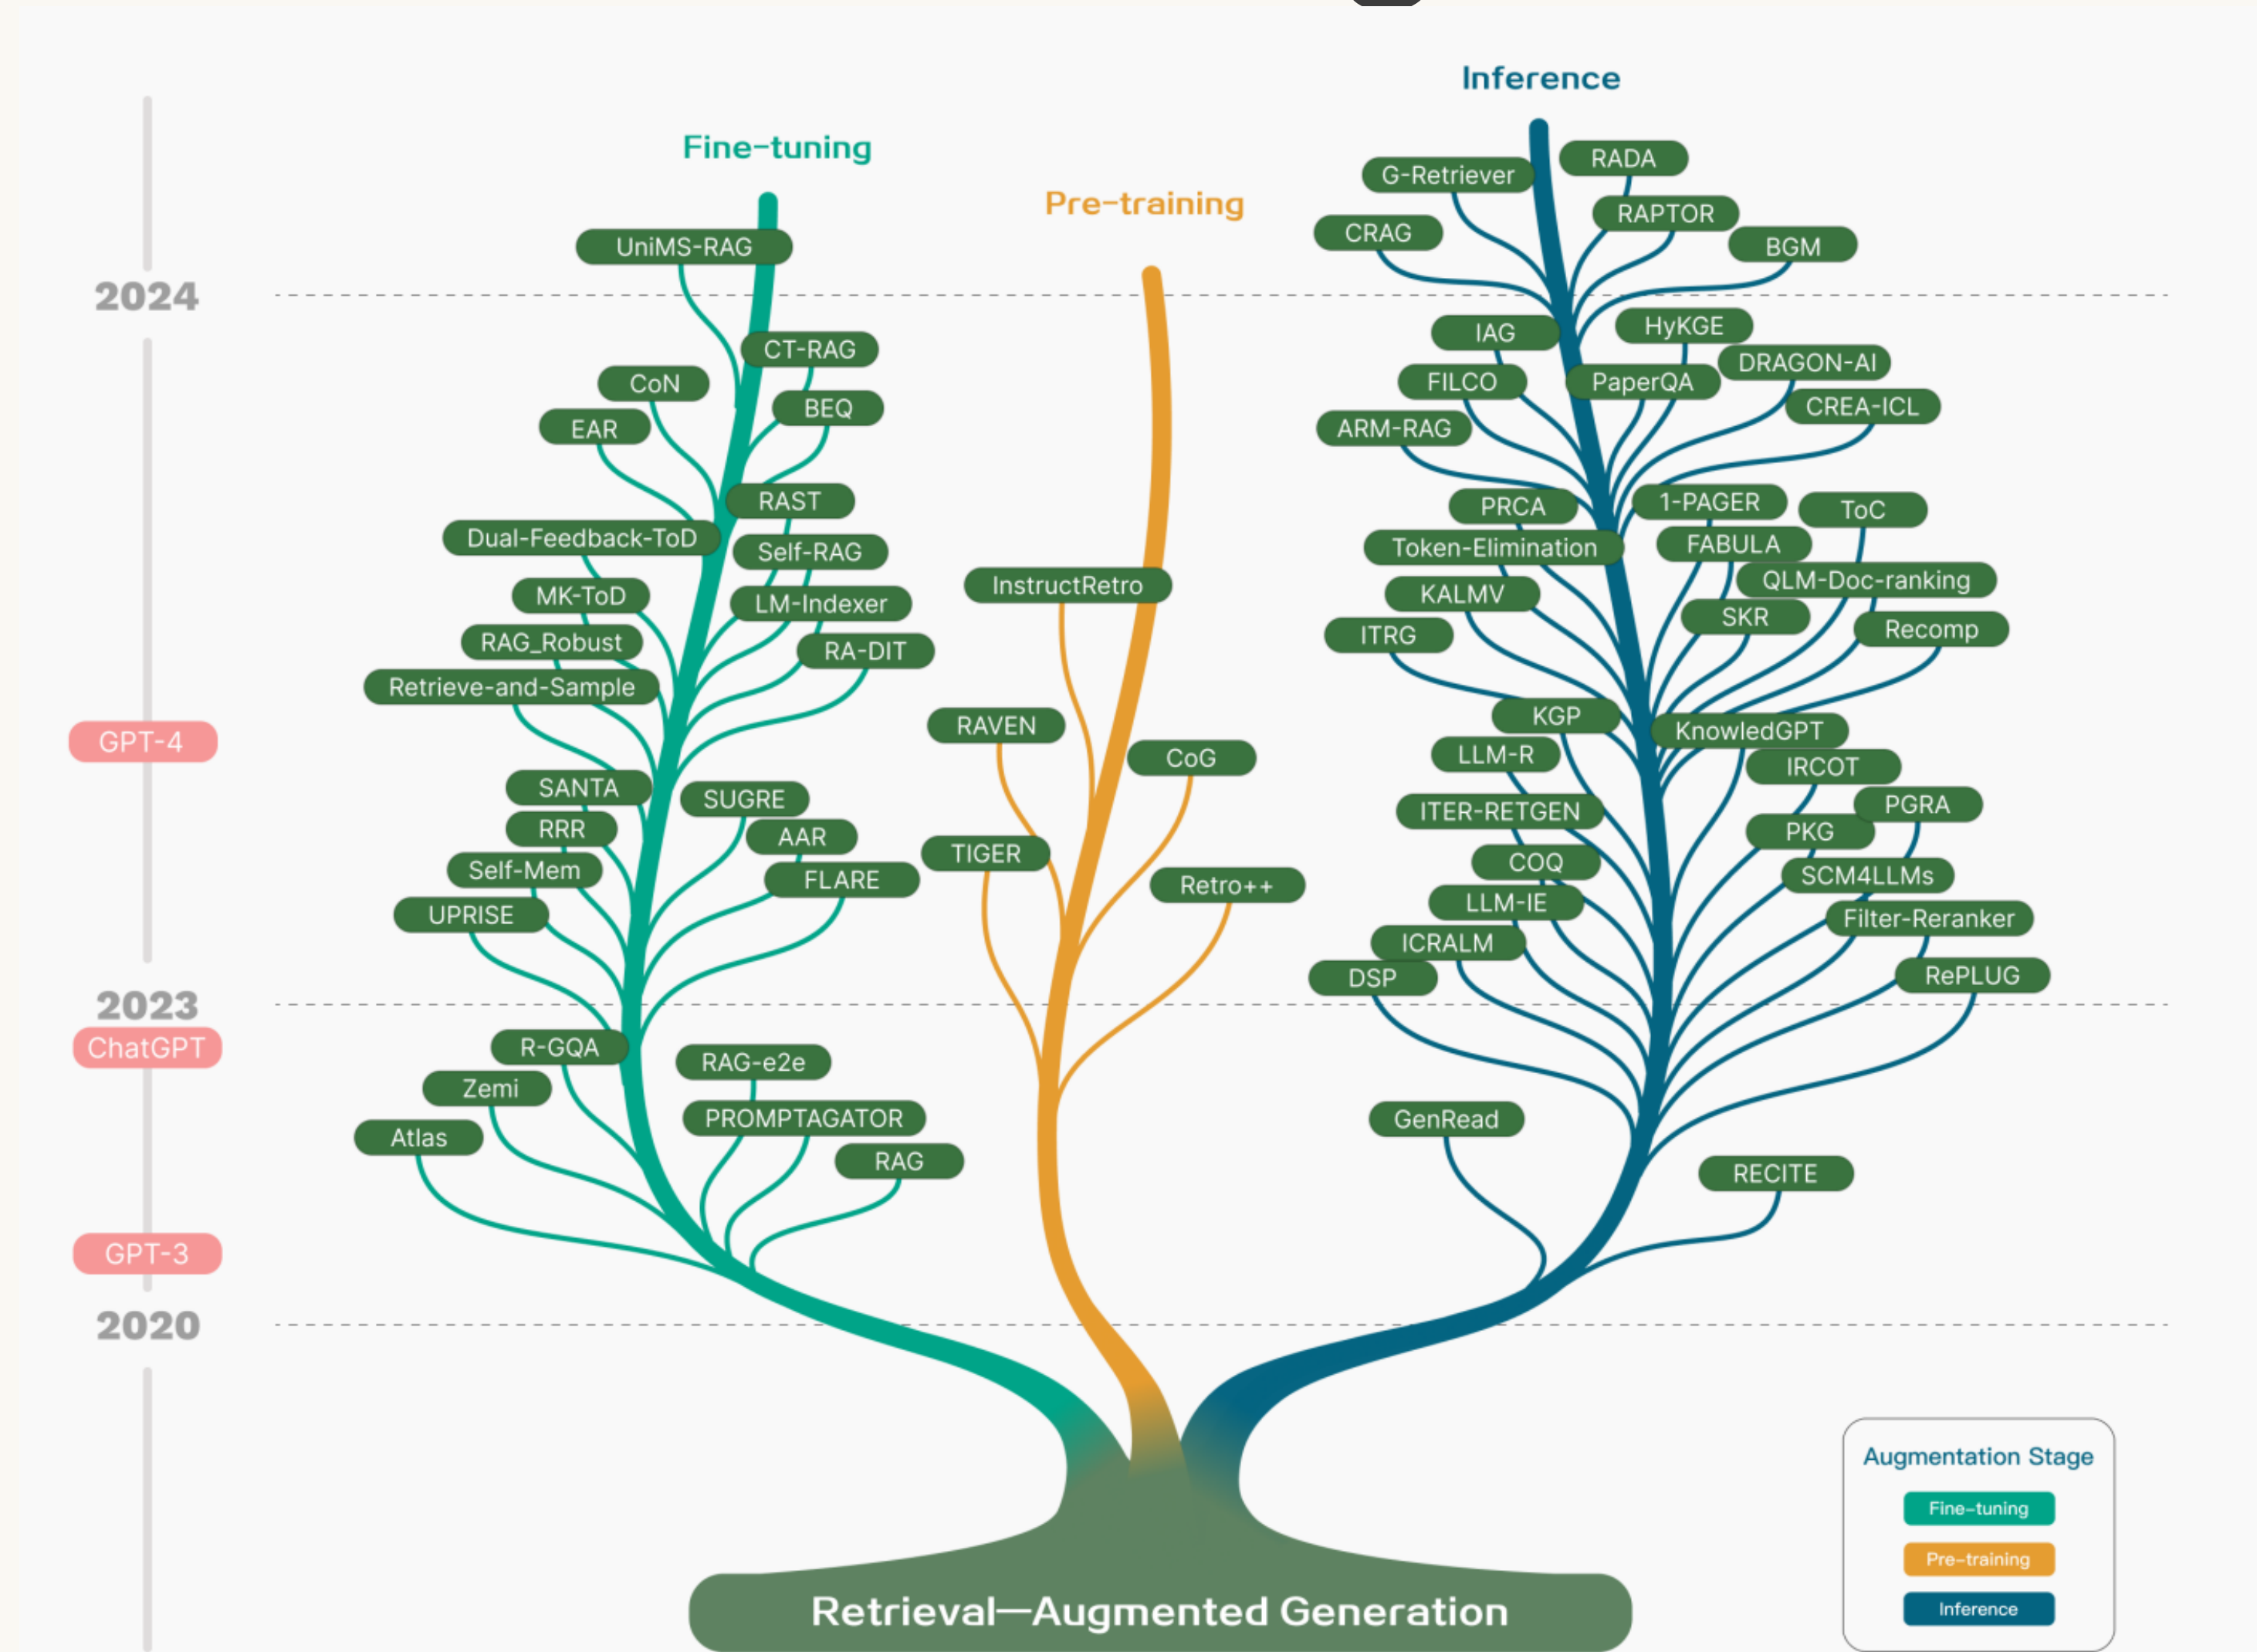 Inference
Fine-tuning
Pre-training
2024
GPT-4
2023
ChatGPT
GPT-3
2020
UniMS-RAG
CT-RAG
CoN
BEQ
EAR
RAST
Dual-Feedback-ToD
Self-RAG
MK-ToD
LM-Indexer
RAG_Robust
RA-DIT
Retrieve-and-Sample
SANTA
SUGRE
RRR
AAR
Self-Mem
FLARE
UPRISE
R-GQA
RAG-e2e
Zemi
PROMPTAGATOR
Atlas
RAG
InstructRetro
RAVEN
CoG
TIGER
Retro++
RADA
G-Retriever
RAPTOR
CRAG
BGM
IAG
HyKGE
DRAGON-AI
FILCO
PaperQA
CREA-ICL
ARM-RAG
PRCA
1-PAGER
ToC
Token-Elimination
FABULA
QLM-Doc-ranking
KALMV
SKR
ITRG
Recomp
KGP
KnowledGPT
LLM-R
IRCOT
ITER-RETGEN
PGRA
PKG
COQ
SCM4LLMs
LLM-IE
Filter-Reranker
ICRALM
DSP
RePLUG
GenRead
RECITE
Augmentation Stage
Fine-tuning
Pre-training
Inference
Retrieval—Augmented Generation